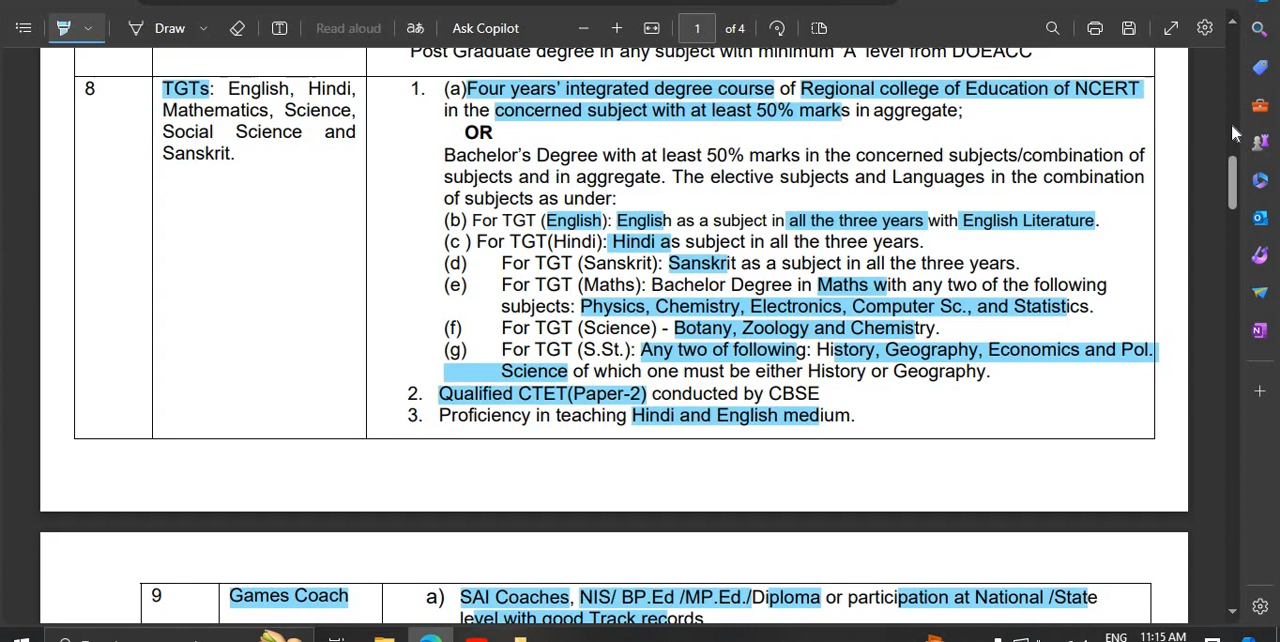 Draw
Read aloud
aあ
Ask Copilot
1
of 4
Post Graduate degree in any subject with minimum 'A' level from DOEACC
8
TGTs: English, Hindi,
Mathematics, Science,
Social Science and
Sanskrit.
1. (a)Four years' integrated degree course of Regional college of Education of NCERT
in the concerned subject with at least 50% marks in aggregate;
OR
Bachelor's Degree with at least 50% marks in the concerned subjects/combination of
subjects and in aggregate. The elective subjects and Languages in the combination
of subjects as under:
(b) For TGT (English): English as a subject in all the three years with English Literature.
(c ) For TGT(Hindi): Hindi as subject in all the three years.
(d) For TGT (Sanskrit): Sanskrit as a subject in all the three years.
(e) For TGT (Maths): Bachelor Degree in Maths with any two of the following
subjects: Physics, Chemistry, Electronics, Computer Sc., and Statistics.
(f) For TGT (Science) - Botany, Zoology and Chemistry.
(g) For TGT (S.St.): Any two of following: History, Geography, Economics and Pol.
Science of which one must be either History or Geography.
2. Qualified CTET(Paper-2) conducted by CBSE
3. Proficiency in teaching Hindi and English medium.
9
Games Coach
a) SAI Coaches, NIS/ BP.Ed /MP.Ed./Diploma or participation at National /State
level with good Track records
ENG 11:15 AM